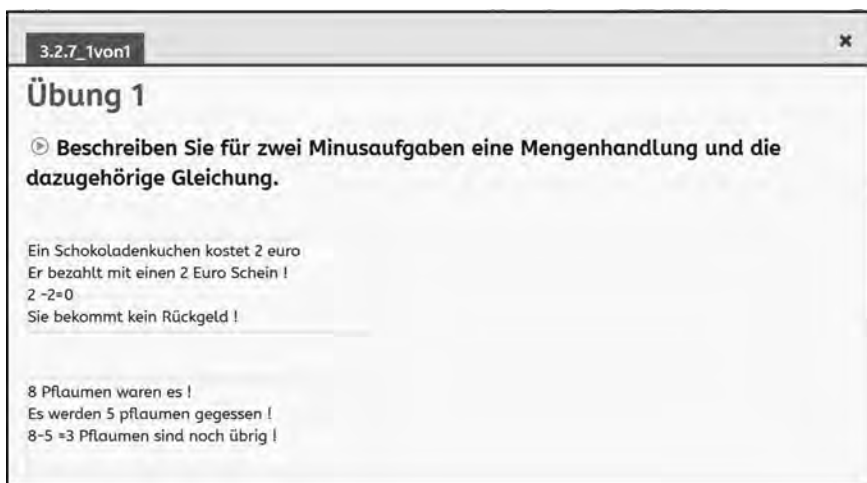 3.2.7_1von1
Übung 1
Beschreiben Sie für zwei Minusaufgaben eine Mengenhandlung und die
dazugehörige Gleichung.
Ein Schokoladenkuchen kostet 2 euro
Er bezahlt mit einen 2 Euro Schein !
2 -2=0
Sie bekommt kein Rückgeld !
8 Pflaumen waren es !
Es werden 5 pflaumen gegessen !
8-5 =3 Pflaumen sind noch übrig !